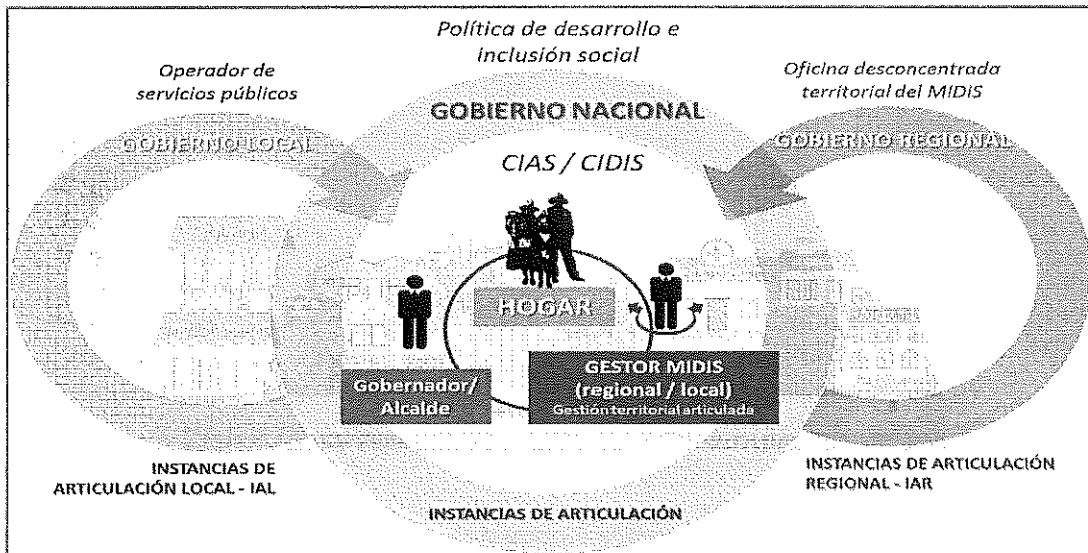 Política de desarrollo e
inclusión social
Operador de
servicios públicos
Oficina desconcentrada
territorial del MIDIS
GOBIERNO NACIONAL
GOBIERNO LOCAL
GOBIERNO REGIONAL
CIAS / CIDIS
HOGAR
Gobernador/
Alcalde
GESTOR MIDIS
(regional / local)
Gestión territorial articulada
INSTANCIAS DE
ARTICULACIÓN LOCAL - IAL
INSTANCIAS DE ARTICULACIÓN
REGIONAL - IAR
INSTANCIAS DE ARTICULACIÓN